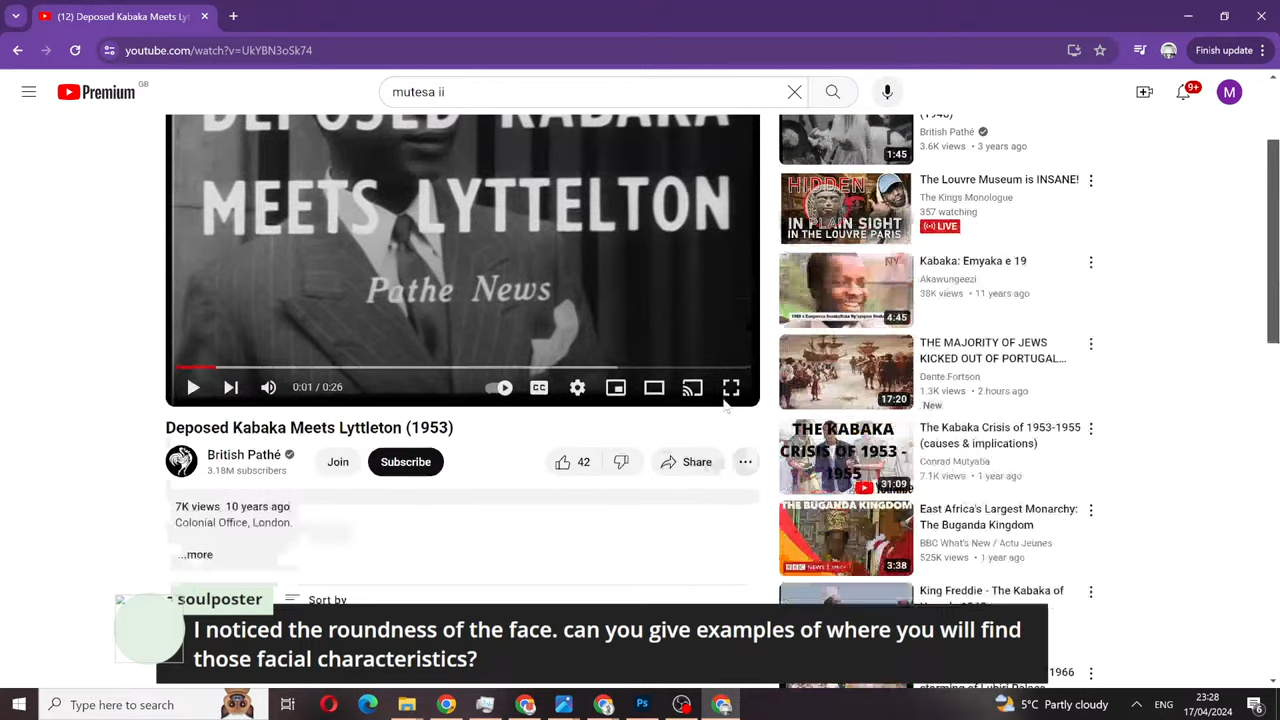 (12) Deposed Kabaka Meets Ly
youtube.com/watch?v=UkYBN3oSk74
Finish update
Premium GB
mutesa ii
9+
M
DEPOSED KABAKA
MEETS LYTTELTON
Pathe News
0:01 / 0:26
CC
Deposed Kabaka Meets Lyttleton (1953)
British Pathé
3.18M subscribers
Join
Subscribe
42
Share
7K views 10 years ago
Colonial Office, London.
...more
Sort by
soulposter
I noticed the roundness of the face. can you give examples of where you will find
those facial characteristics?
(1948)
British Pathé
3.6K views • 3 years ago
1:45
The Louvre Museum is INSANE!
The Kings Monologue
357 watching
LIVE
HIDDEN
IN PLAIN SIGHT
IN THE LOUVRE PARIS
Kabaka: Emyaka e 19
Akawungeezi
38K views • 11 years ago
4:45
THE MAJORITY OF JEWS
KICKED OUT OF PORTUGAL...
Dante Fortson
1.3K views • 2 hours ago
New
17:20
The Kabaka Crisis of 1953-1955
(causes & implications)
Conrad Mutyaba
7.1K views • 1 year ago
THE KABAKA
CRISIS OF 1953 -
1955
31:09
East Africa's Largest Monarchy:
The Buganda Kingdom
BBC What's New / Actu Jeunes
525K views • 1 year ago
THE BUGANDA KINGDOM
BBC NEWS
3:38
King Freddie - The Kabaka of
1966
Type here to search
5°C Partly cloudy
ENG
23:28
17/04/2024
6